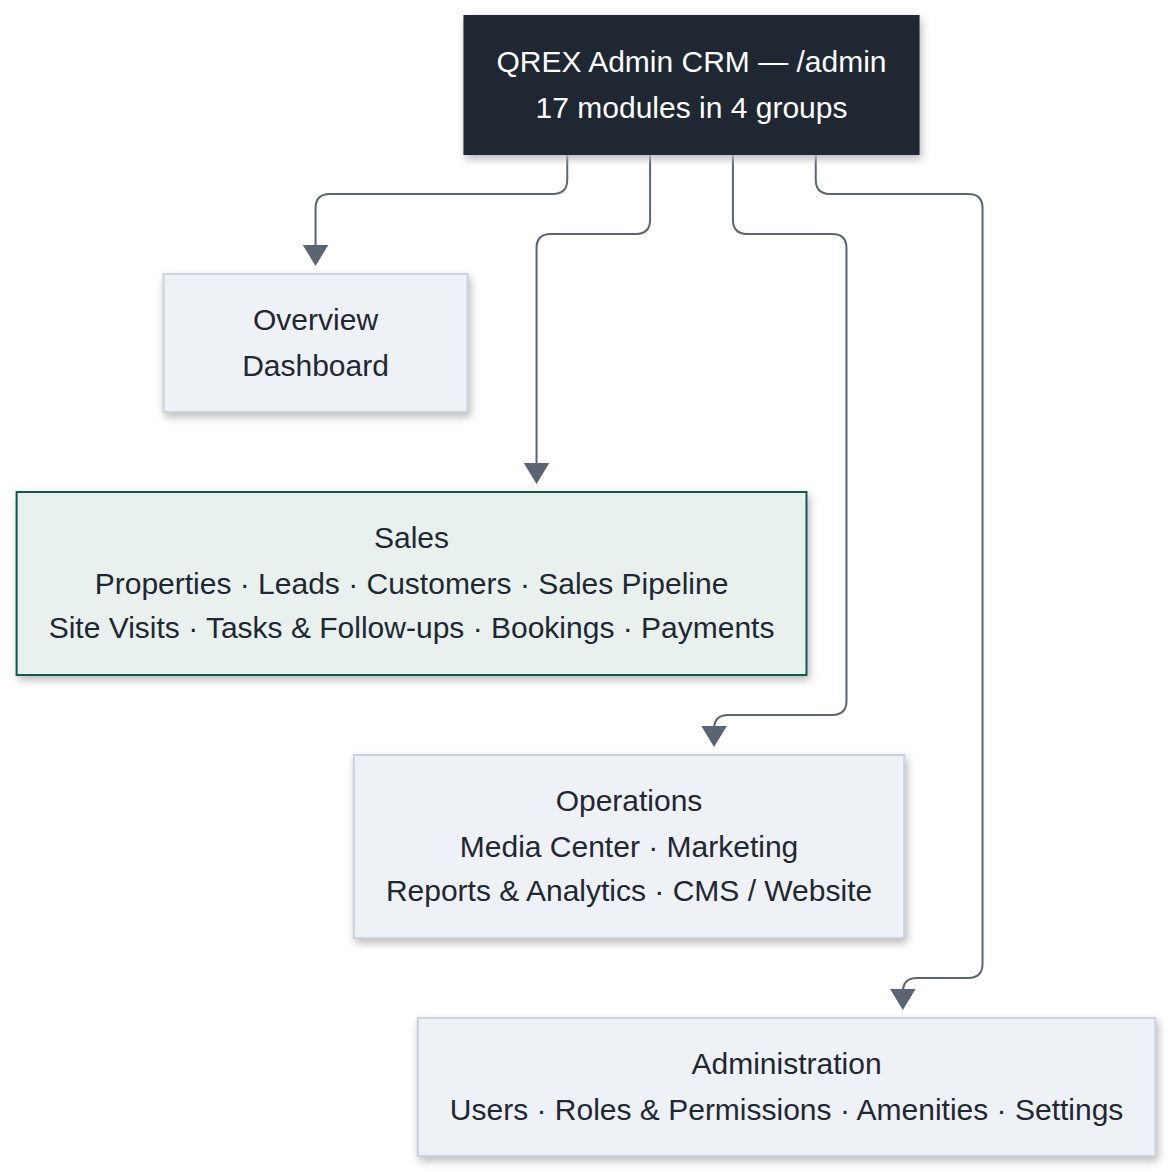 QREX Admin CRM — /admin
17 modules in 4 groups
Overview
Dashboard
Sales
Properties · Leads · Customers · Sales Pipeline
Site Visits · Tasks & Follow-ups · Bookings · Payments
Operations
Media Center · Marketing
Reports & Analytics · CMS / Website
Administration
Users · Roles & Permissions · Amenities · Settings